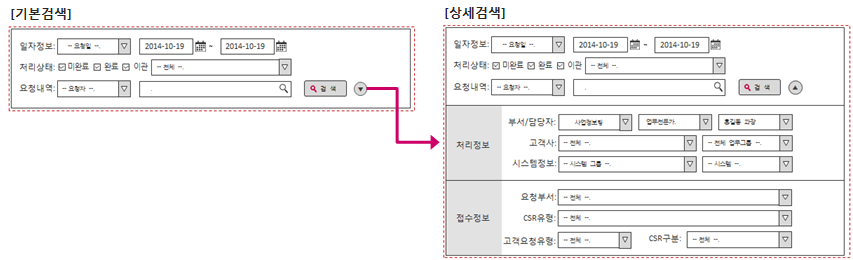 [기본검색]
일자정보: -- 요청일 --. 2014-10-19 ~ 2014-10-19
처리상태: 미완료 완료 이관 -- 전체 --.
요청내역: -- 요청자 --. . 검 색
[상세검색]
일자정보: -- 요청일 --. 2014-10-19 ~ 2014-10-19
처리상태: 미완료 완료 이관 -- 전체 --.
요청내역: -- 요청자 --. . 검 색
처리정보
부서/담당자: 사업정보팀 업무전문가. 홍길동 과장
고객사: -- 전체 --. -- 전체 업무그룹 --.
시스템정보: -- 시스템 그룹 --. -- 시스템 --.
접수정보
요청부서: -- 전체 --.
CSR유형: -- 전체 --.
고객요청유형: -- 전체 --. CSR구분: -- 전체 --.